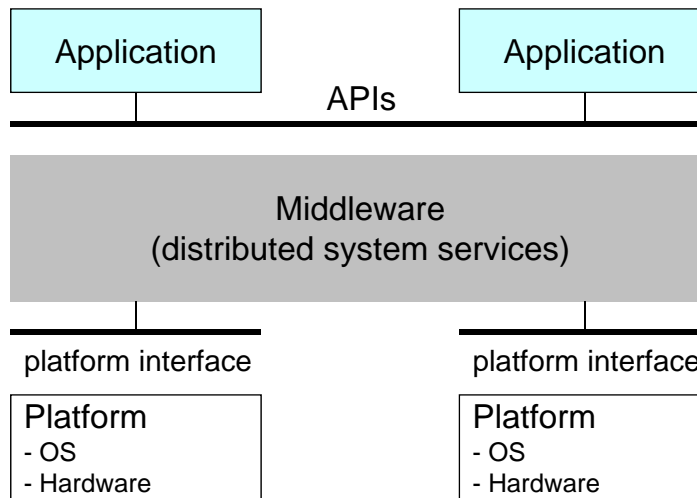 Application
Application
APIs
Middleware
(distributed system services)
platform interface
platform interface
Platform
- OS
- Hardware
Platform
- OS
- Hardware